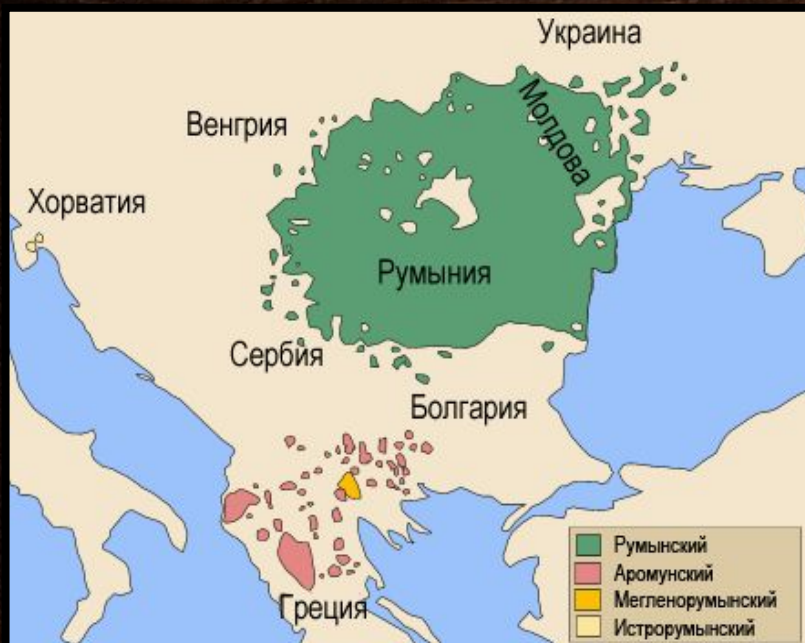 Украина
Молдова
Венгрия
Хорватия
Румыния
Сербия
Болгария
Греция
Румынский
Аромунский
Мегленорумынский
Истрорумынский